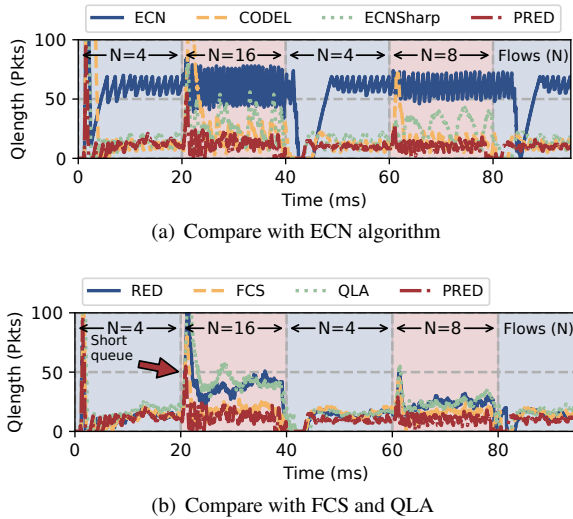 ECN CODEL ECNSharp PRED
Qlength (Pkts)
100
50
0
N=4 N=16 N=4 N=8 Flows (N)
0 20 40 60 80
Time (ms)
(a) Compare with ECN algorithm
RED FCS QLA PRED
Qlength (Pkts)
100
50
0
N=4 N=16 N=4 N=8 Flows (N)
Short
queue
0 20 40 60 80
Time (ms)
(b) Compare with FCS and QLA